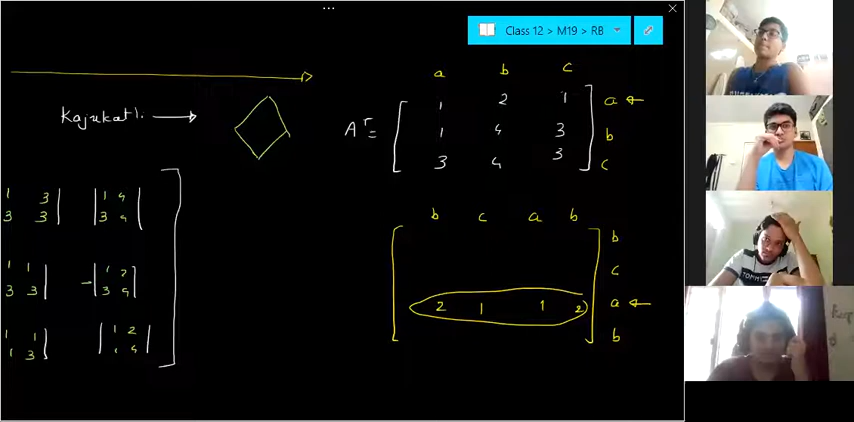 Class 12 > M19 > RB
Kajukatli
a b c
A^T = [ 1 2 1 ] a ←
[ 1 4 3 ] b
[ 3 4 3 ] c
1 3 | | 1 4 |
3 3 | | 3 4 |
1 1 | - | 1 2 |
3 3 | | 3 4 |
1 1 | | 1 2 |
1 3 | | 1 4 |
b c a b
b
c
2 1 1 2 a ←
b